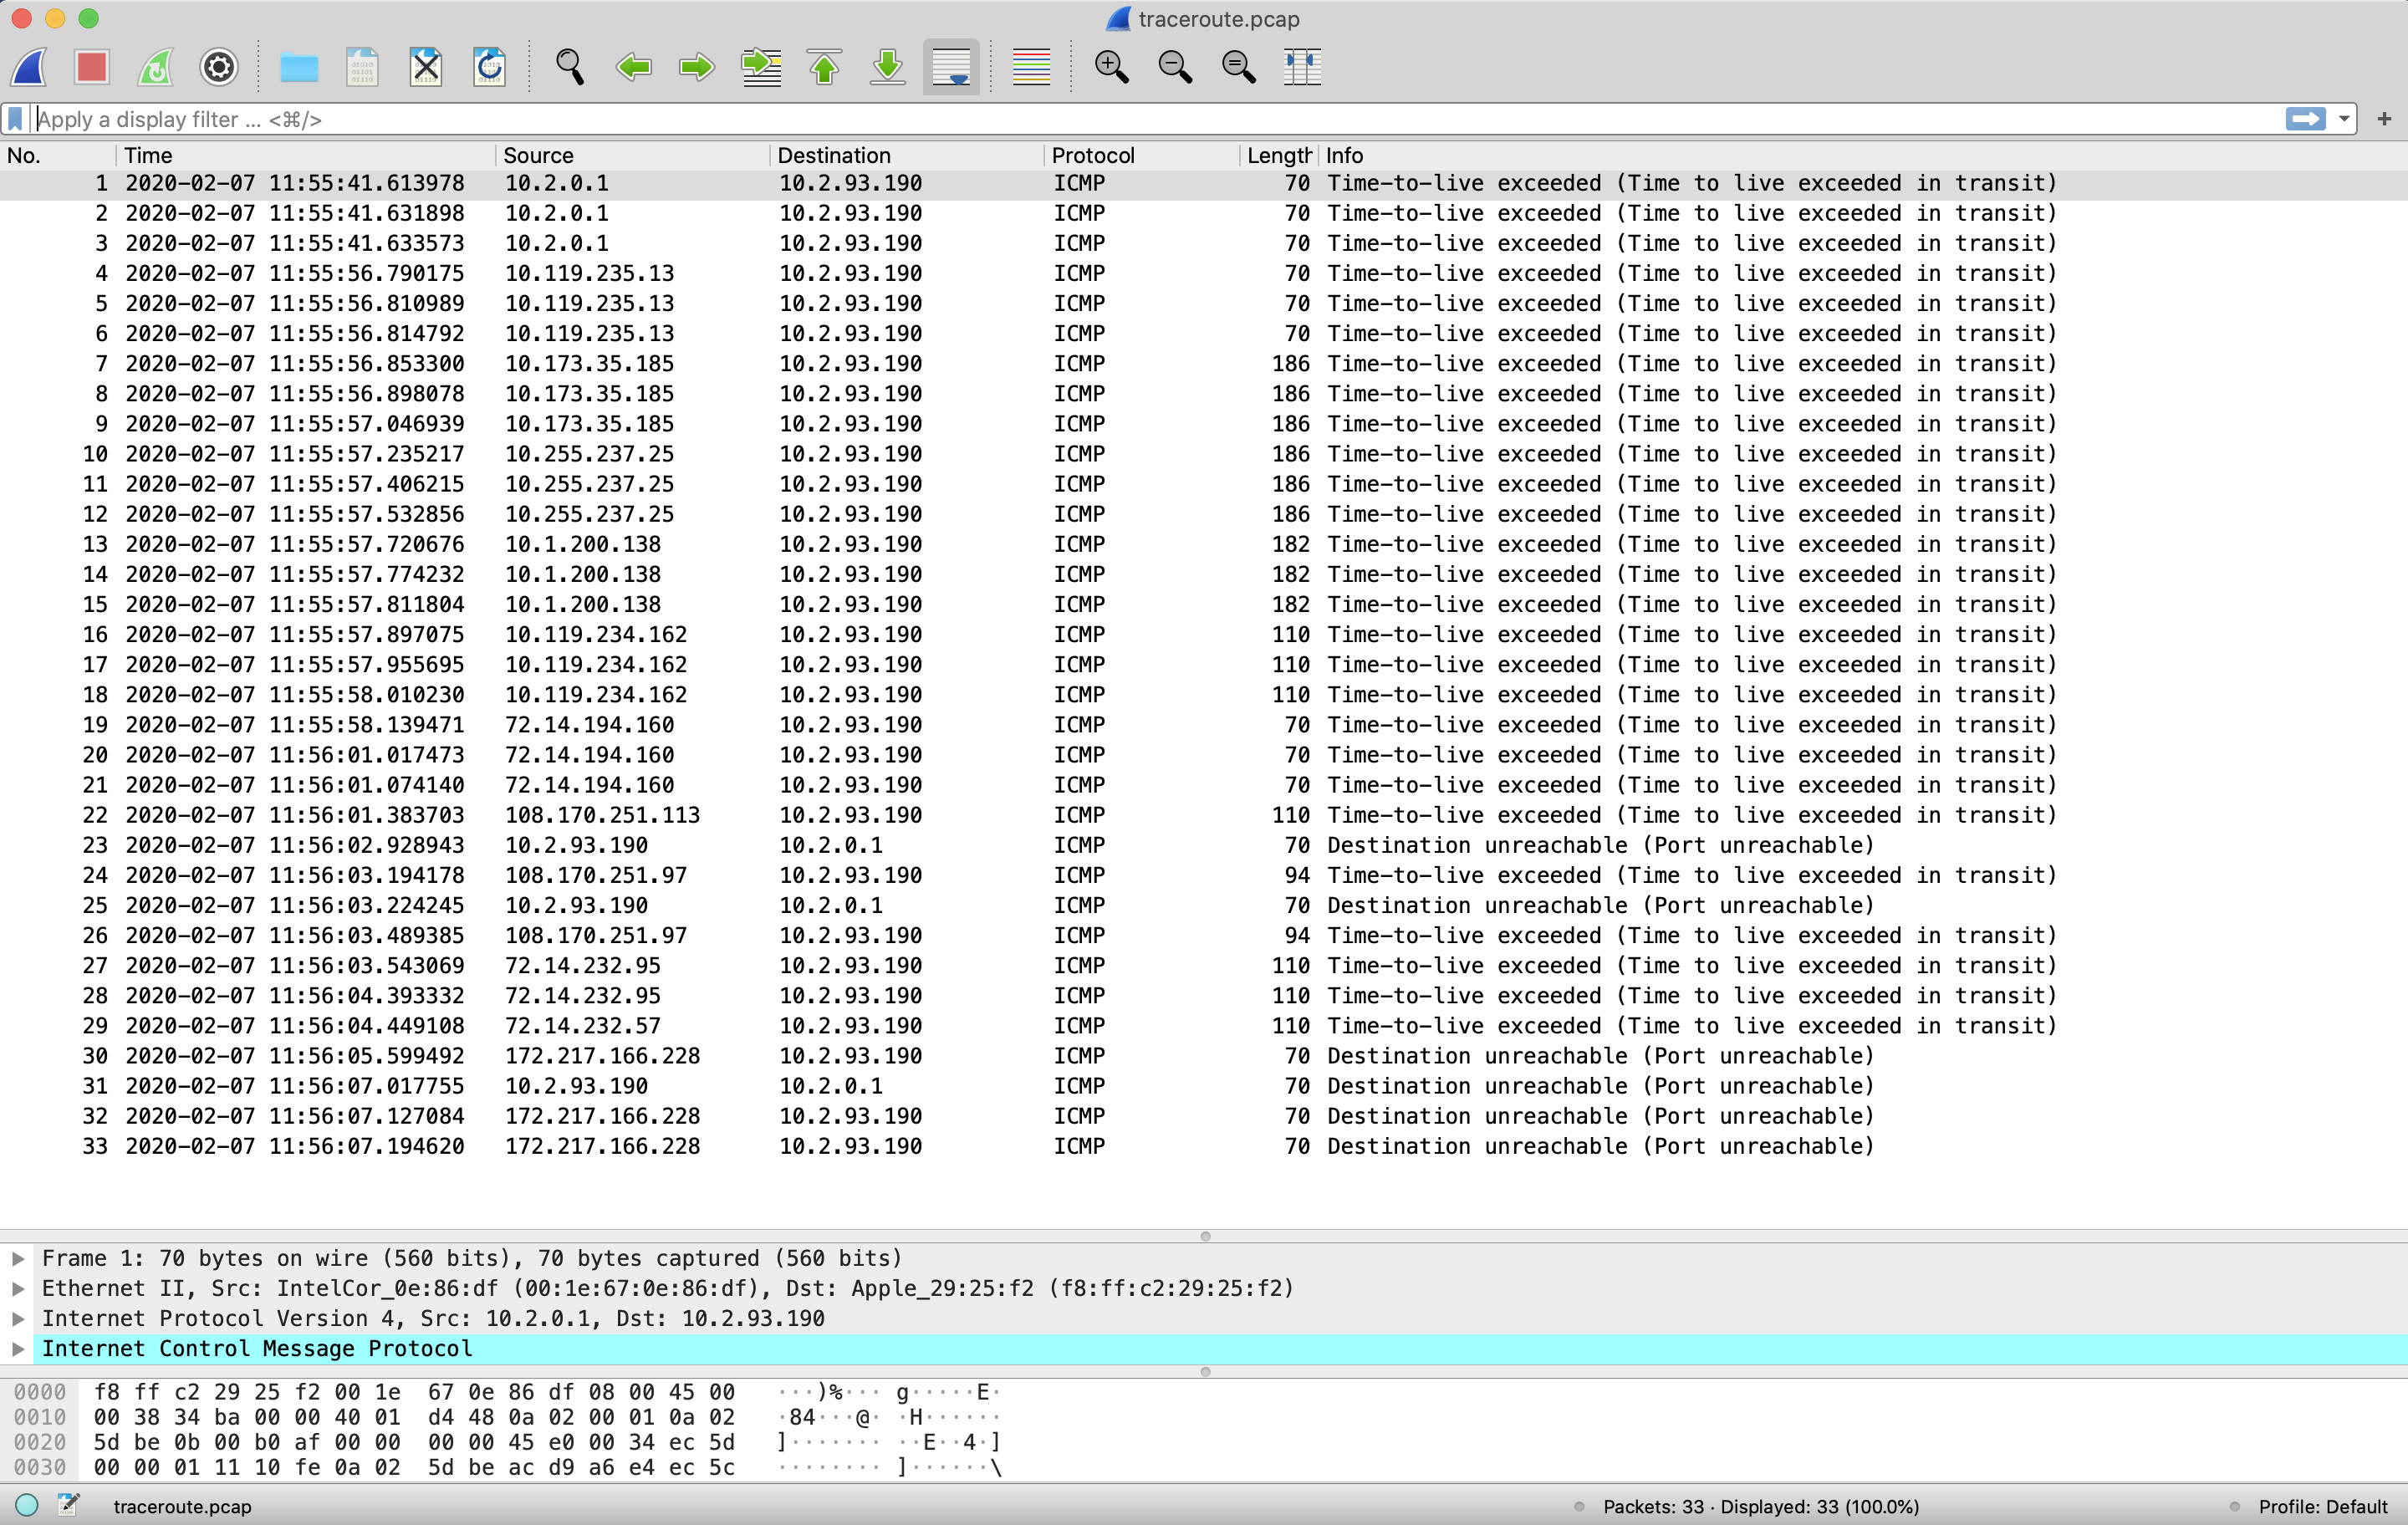 traceroute.pcap
Apply a display filter ... <⌘/>
No. Time Source Destination Protocol Length Info
1 2020-02-07 11:55:41.613978 10.2.0.1 10.2.93.190 ICMP 70 Time-to-live exceeded (Time to live exceeded in transit)
2 2020-02-07 11:55:41.631898 10.2.0.1 10.2.93.190 ICMP 70 Time-to-live exceeded (Time to live exceeded in transit)
3 2020-02-07 11:55:41.633573 10.2.0.1 10.2.93.190 ICMP 70 Time-to-live exceeded (Time to live exceeded in transit)
4 2020-02-07 11:55:56.790175 10.119.235.13 10.2.93.190 ICMP 70 Time-to-live exceeded (Time to live exceeded in transit)
5 2020-02-07 11:55:56.810989 10.119.235.13 10.2.93.190 ICMP 70 Time-to-live exceeded (Time to live exceeded in transit)
6 2020-02-07 11:55:56.814792 10.119.235.13 10.2.93.190 ICMP 70 Time-to-live exceeded (Time to live exceeded in transit)
7 2020-02-07 11:55:56.853300 10.173.35.185 10.2.93.190 ICMP 186 Time-to-live exceeded (Time to live exceeded in transit)
8 2020-02-07 11:55:56.898078 10.173.35.185 10.2.93.190 ICMP 186 Time-to-live exceeded (Time to live exceeded in transit)
9 2020-02-07 11:55:57.046939 10.173.35.185 10.2.93.190 ICMP 186 Time-to-live exceeded (Time to live exceeded in transit)
10 2020-02-07 11:55:57.235217 10.255.237.25 10.2.93.190 ICMP 186 Time-to-live exceeded (Time to live exceeded in transit)
11 2020-02-07 11:55:57.406215 10.255.237.25 10.2.93.190 ICMP 186 Time-to-live exceeded (Time to live exceeded in transit)
12 2020-02-07 11:55:57.532856 10.255.237.25 10.2.93.190 ICMP 186 Time-to-live exceeded (Time to live exceeded in transit)
13 2020-02-07 11:55:57.720676 10.1.200.138 10.2.93.190 ICMP 182 Time-to-live exceeded (Time to live exceeded in transit)
14 2020-02-07 11:55:57.774232 10.1.200.138 10.2.93.190 ICMP 182 Time-to-live exceeded (Time to live exceeded in transit)
15 2020-02-07 11:55:57.811804 10.1.200.138 10.2.93.190 ICMP 182 Time-to-live exceeded (Time to live exceeded in transit)
16 2020-02-07 11:55:57.897075 10.119.234.162 10.2.93.190 ICMP 110 Time-to-live exceeded (Time to live exceeded in transit)
17 2020-02-07 11:55:57.955695 10.119.234.162 10.2.93.190 ICMP 110 Time-to-live exceeded (Time to live exceeded in transit)
18 2020-02-07 11:55:58.010230 10.119.234.162 10.2.93.190 ICMP 110 Time-to-live exceeded (Time to live exceeded in transit)
19 2020-02-07 11:55:58.139471 72.14.194.160 10.2.93.190 ICMP 70 Time-to-live exceeded (Time to live exceeded in transit)
20 2020-02-07 11:56:01.017473 72.14.194.160 10.2.93.190 ICMP 70 Time-to-live exceeded (Time to live exceeded in transit)
21 2020-02-07 11:56:01.074140 72.14.194.160 10.2.93.190 ICMP 70 Time-to-live exceeded (Time to live exceeded in transit)
22 2020-02-07 11:56:01.383703 108.170.251.113 10.2.93.190 ICMP 110 Time-to-live exceeded (Time to live exceeded in transit)
23 2020-02-07 11:56:02.928943 10.2.93.190 10.2.0.1 ICMP 70 Destination unreachable (Port unreachable)
24 2020-02-07 11:56:03.194178 108.170.251.97 10.2.93.190 ICMP 94 Time-to-live exceeded (Time to live exceeded in transit)
25 2020-02-07 11:56:03.224245 10.2.93.190 10.2.0.1 ICMP 70 Destination unreachable (Port unreachable)
26 2020-02-07 11:56:03.489385 108.170.251.97 10.2.93.190 ICMP 94 Time-to-live exceeded (Time to live exceeded in transit)
27 2020-02-07 11:56:03.543069 72.14.232.95 10.2.93.190 ICMP 110 Time-to-live exceeded (Time to live exceeded in transit)
28 2020-02-07 11:56:04.393332 72.14.232.95 10.2.93.190 ICMP 110 Time-to-live exceeded (Time to live exceeded in transit)
29 2020-02-07 11:56:04.449108 72.14.232.57 10.2.93.190 ICMP 110 Time-to-live exceeded (Time to live exceeded in transit)
30 2020-02-07 11:56:05.599492 172.217.166.228 10.2.93.190 ICMP 70 Destination unreachable (Port unreachable)
31 2020-02-07 11:56:07.017755 10.2.93.190 10.2.0.1 ICMP 70 Destination unreachable (Port unreachable)
32 2020-02-07 11:56:07.127084 172.217.166.228 10.2.93.190 ICMP 70 Destination unreachable (Port unreachable)
33 2020-02-07 11:56:07.194620 172.217.166.228 10.2.93.190 ICMP 70 Destination unreachable (Port unreachable)
Frame 1: 70 bytes on wire (560 bits), 70 bytes captured (560 bits)
Ethernet II, Src: IntelCor_0e:86:df (00:1e:67:0e:86:df), Dst: Apple_29:25:f2 (f8:ff:c2:29:25:f2)
Internet Protocol Version 4, Src: 10.2.0.1, Dst: 10.2.93.190
Internet Control Message Protocol
0000 f8 ff c2 29 25 f2 00 1e 67 0e 86 df 08 00 45 00 ···)%··· g·····E·
0010 00 38 34 ba 00 00 40 01 d4 48 0a 02 00 01 0a 02 ·84···@· ·H······
0020 5d be 0b 00 b0 af 00 00 00 00 45 e0 00 34 ec 5d ]······· ··E··4·]
0030 00 00 01 11 10 fe 0a 02 5d be ac d9 a6 e4 ec 5c ········ ]······\
traceroute.pcap Packets: 33 · Displayed: 33 (100.0%) Profile: Default